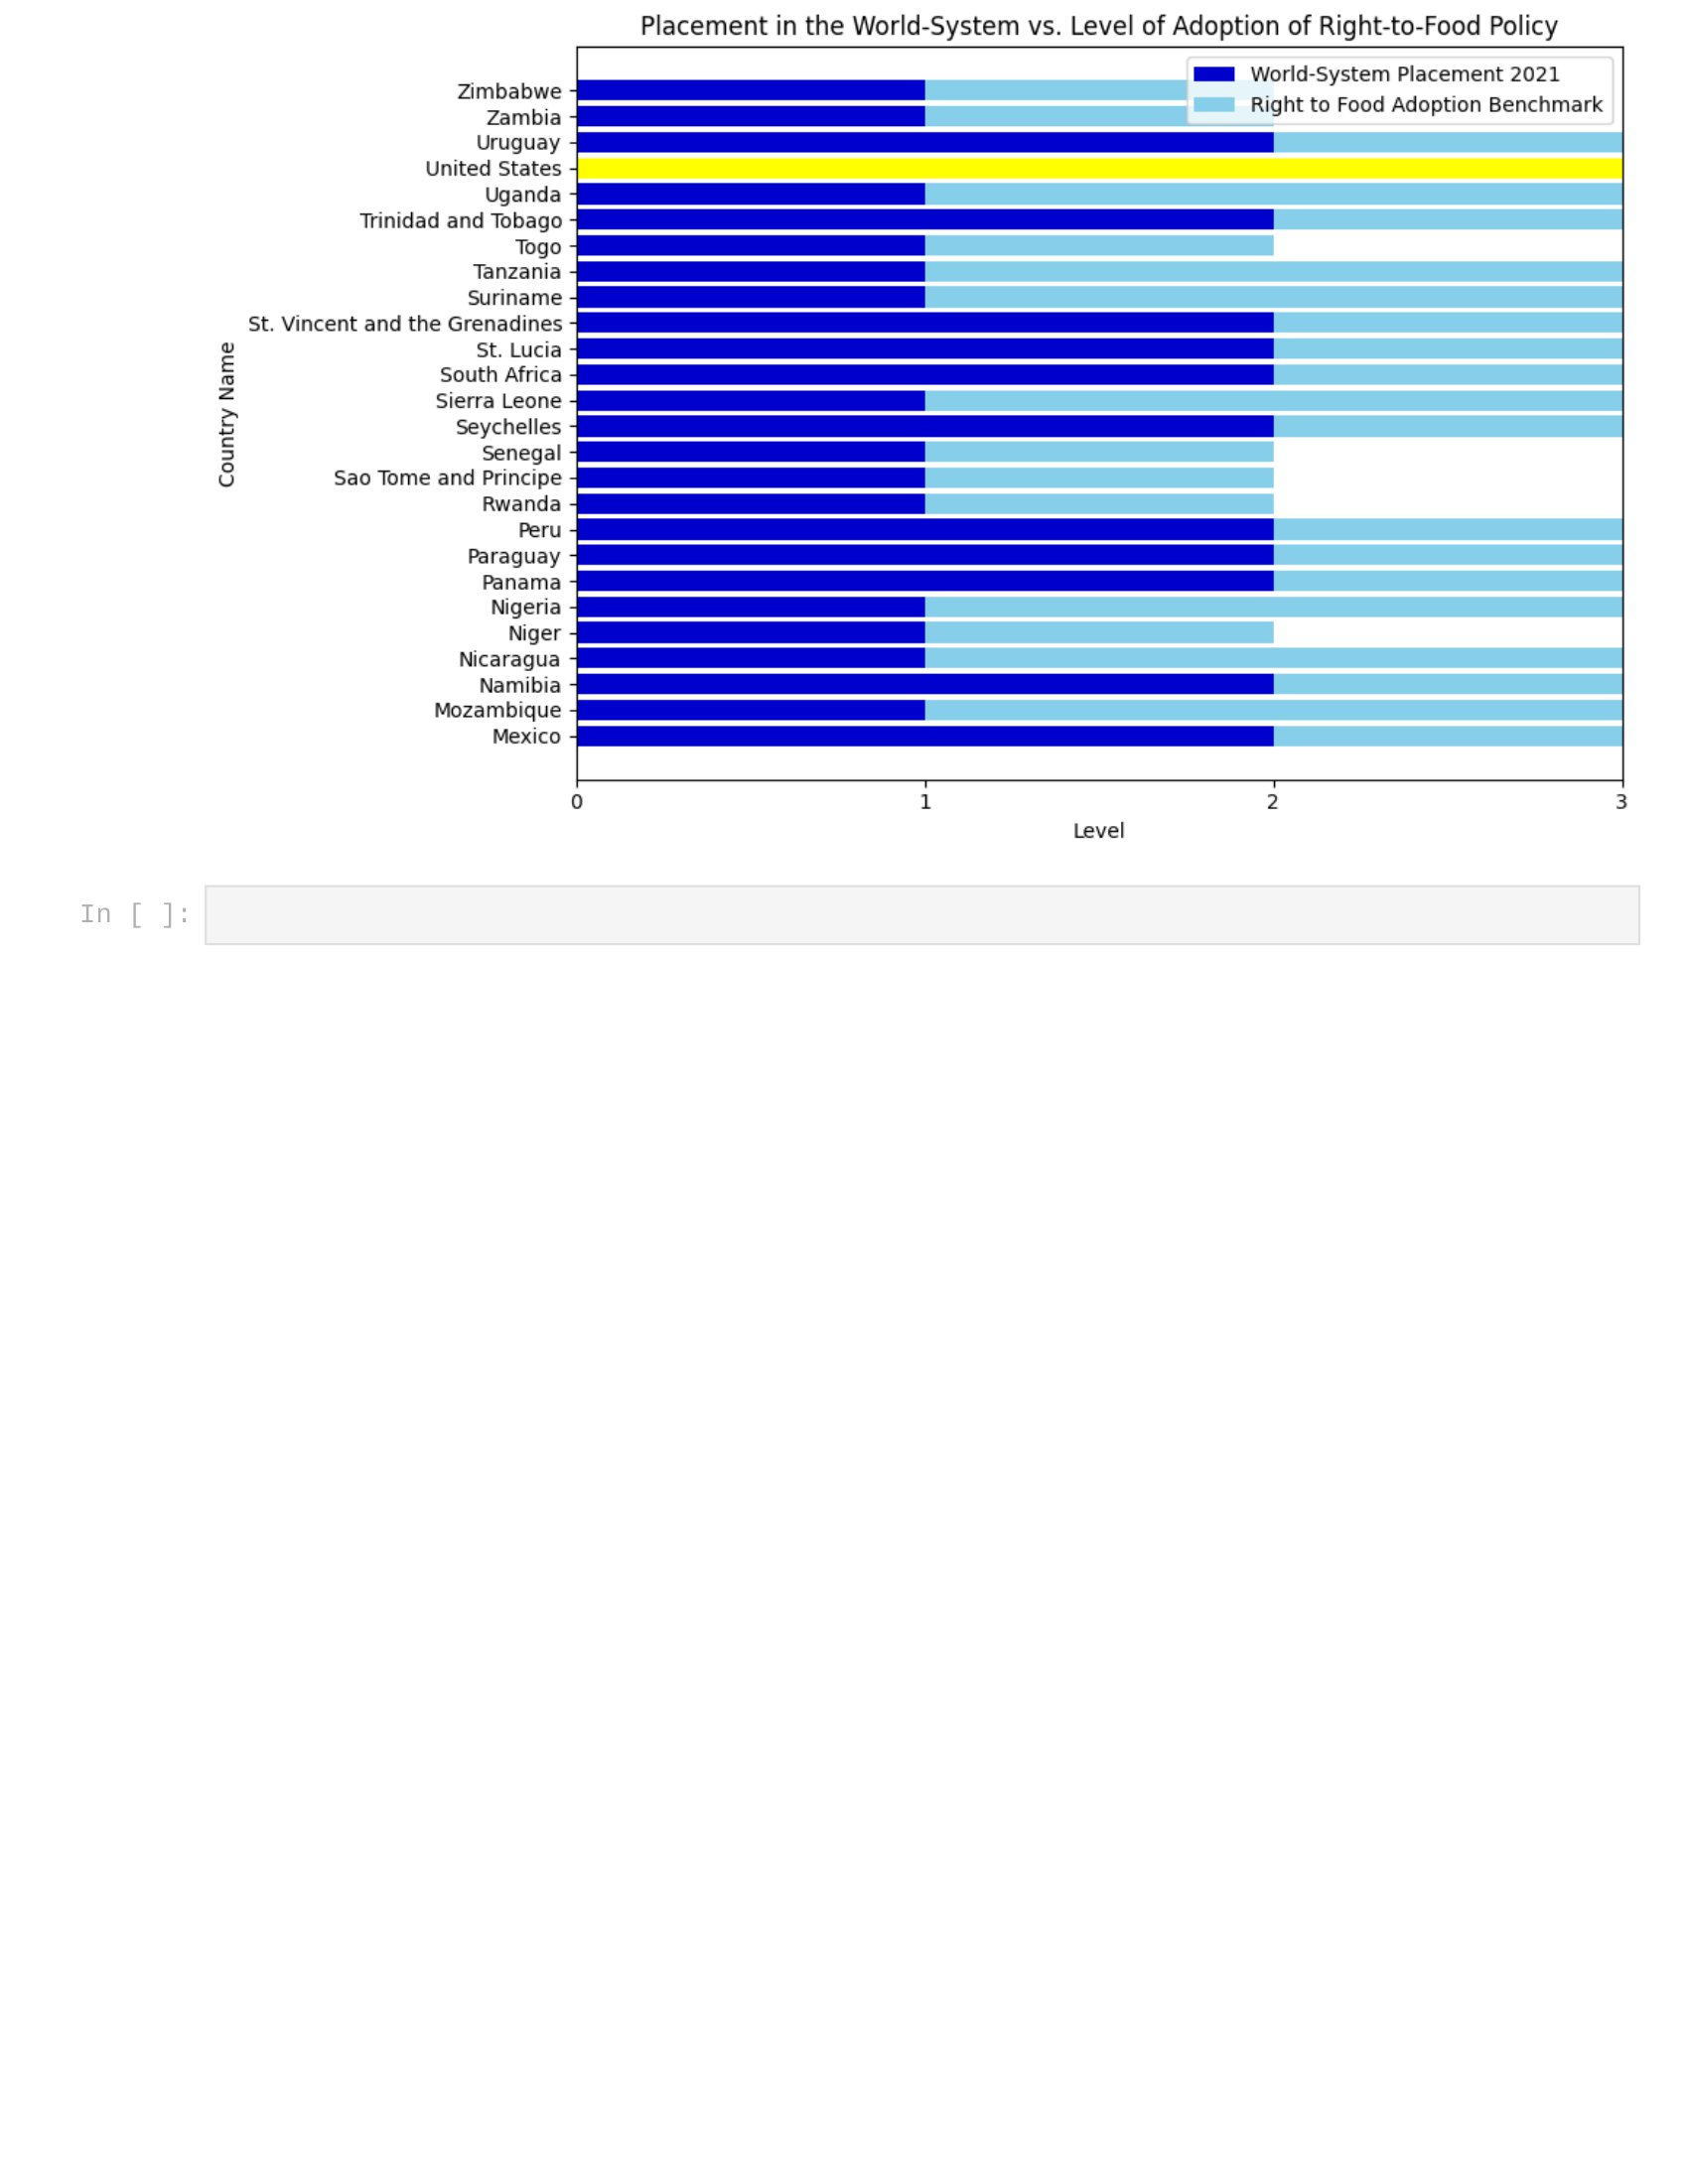 Placement in the World-System vs. Level of Adoption of Right-to-Food Policy
World-System Placement 2021
Right to Food Adoption Benchmark
Country Name
Zimbabwe
Zambia
Uruguay
United States
Uganda
Trinidad and Tobago
Togo
Tanzania
Suriname
St. Vincent and the Grenadines
St. Lucia
South Africa
Sierra Leone
Seychelles
Senegal
Sao Tome and Principe
Rwanda
Peru
Paraguay
Panama
Nigeria
Niger
Nicaragua
Namibia
Mozambique
Mexico
0 1 2 3
Level
In [ ]: